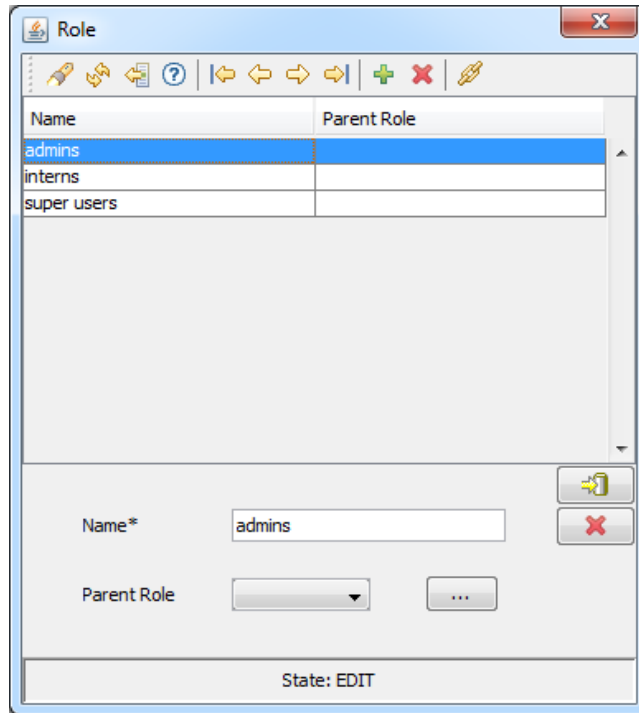 Role
Name Parent Role
admins
interns
super users
Name* admins
Parent Role ...
State: EDIT